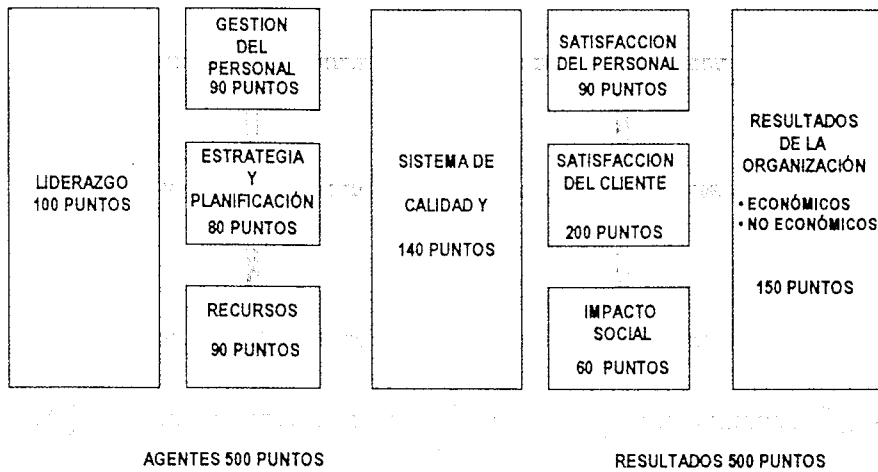 LIDERAZGO
100 PUNTOS
GESTION
DEL
PERSONAL
90 PUNTOS
ESTRATEGIA
Y
PLANIFICACIÓN
80 PUNTOS
RECURSOS
90 PUNTOS
SISTEMA DE
CALIDAD Y
140 PUNTOS
SATISFACCION
DEL PERSONAL
90 PUNTOS
SATISFACCION
DEL CLIENTE
200 PUNTOS
IMPACTO
SOCIAL
60 PUNTOS
RESULTADOS
DE LA
ORGANIZACIÓN
• ECONÓMICOS
• NO ECONÓMICOS
150 PUNTOS
AGENTES 500 PUNTOS
RESULTADOS 500 PUNTOS